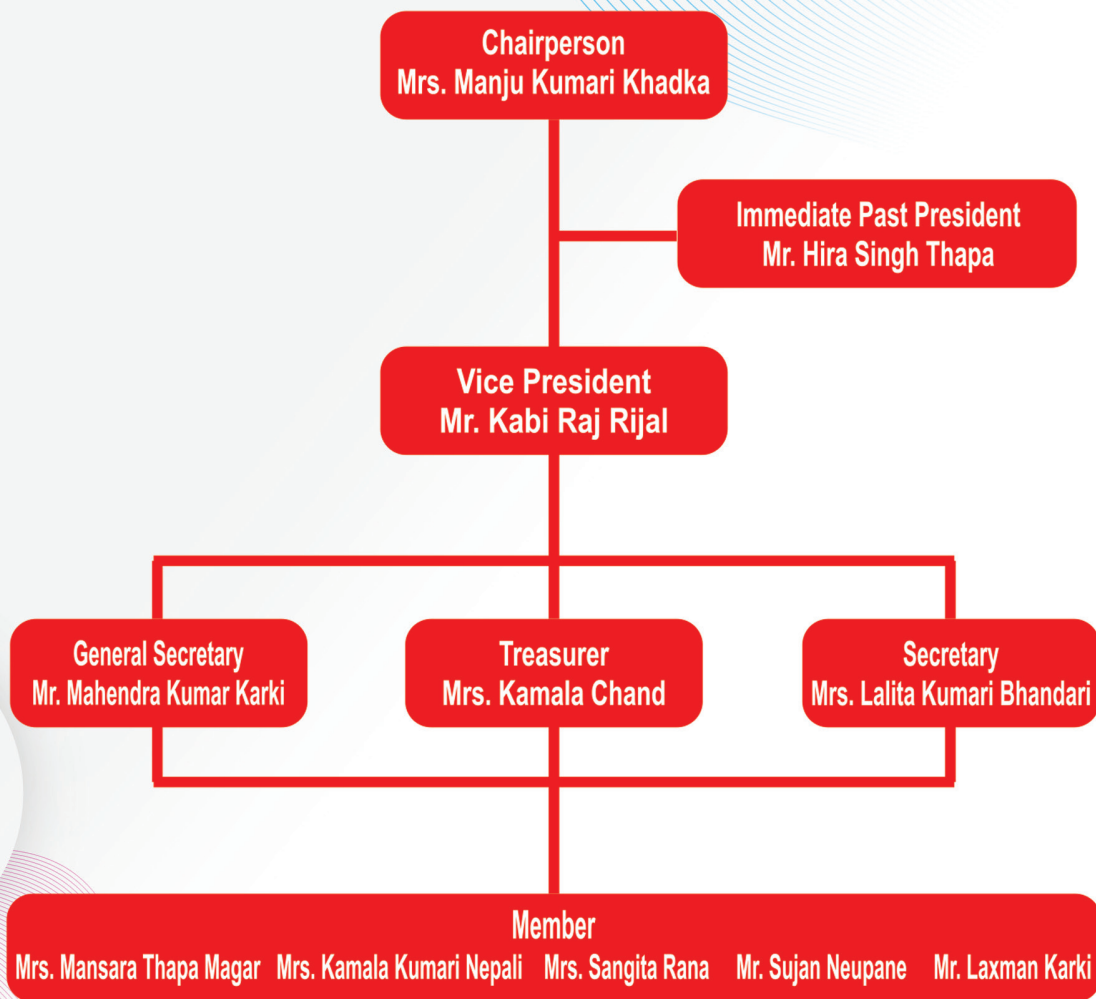 Chairperson
Mrs. Manju Kumari Khadka
Immediate Past President
Mr. Hira Singh Thapa
Vice President
Mr. Kabi Raj Rijal
General Secretary
Mr. Mahendra Kumar Karki
Treasurer
Mrs. Kamala Chand
Secretary
Mrs. Lalita Kumari Bhandari
Member
Mrs. Mansara Thapa Magar Mrs. Kamala Kumari Nepali Mrs. Sangita Rana Mr. Sujan Neupane Mr. Laxman Karki